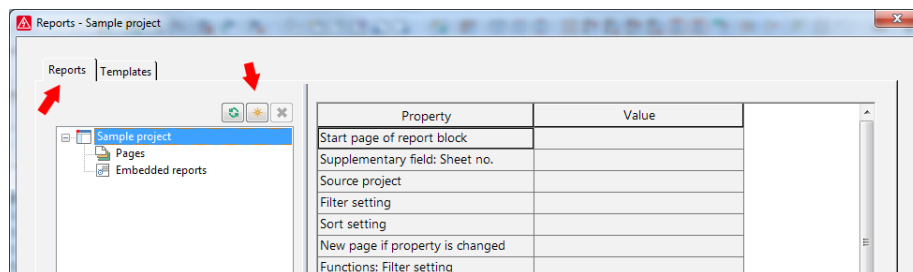 Reports - Sample project
Reports Templates
Property Value
Sample project
Pages
Embedded reports
Start page of report block
Supplementary field: Sheet no.
Source project
Filter setting
Sort setting
New page if property is changed
Functions: Filter setting